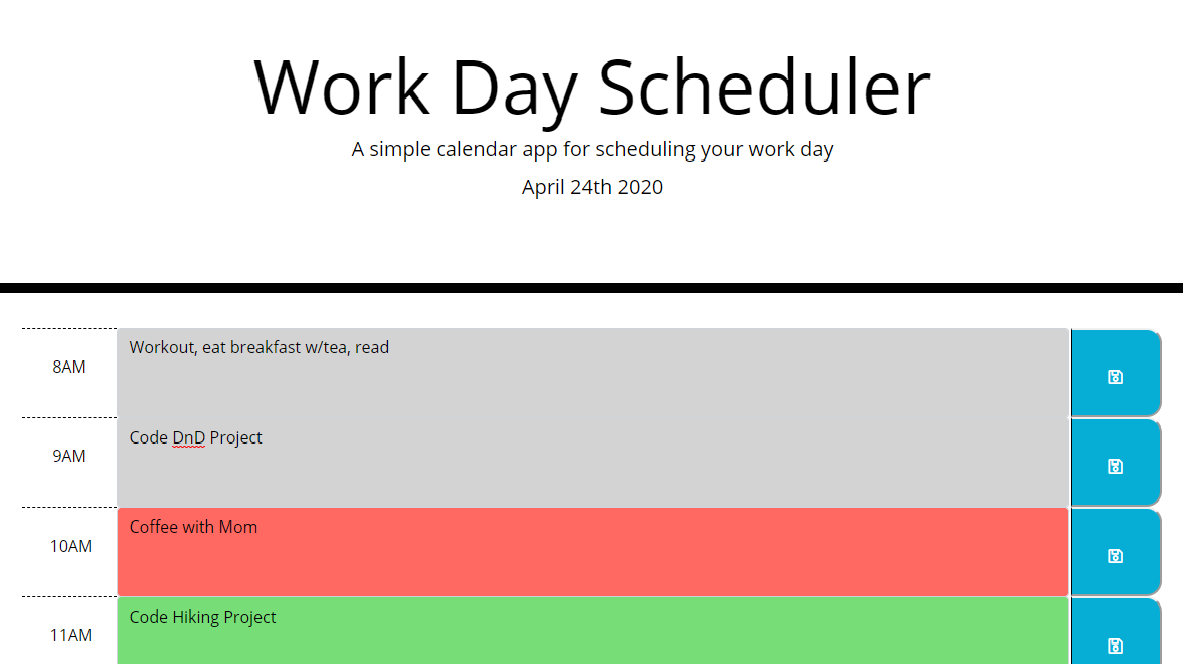 Work Day Scheduler
A simple calendar app for scheduling your work day
April 24th 2020
8AM
Workout, eat breakfast w/tea, read
9AM
Code DnD Project
10AM
Coffee with Mom
11AM
Code Hiking Project